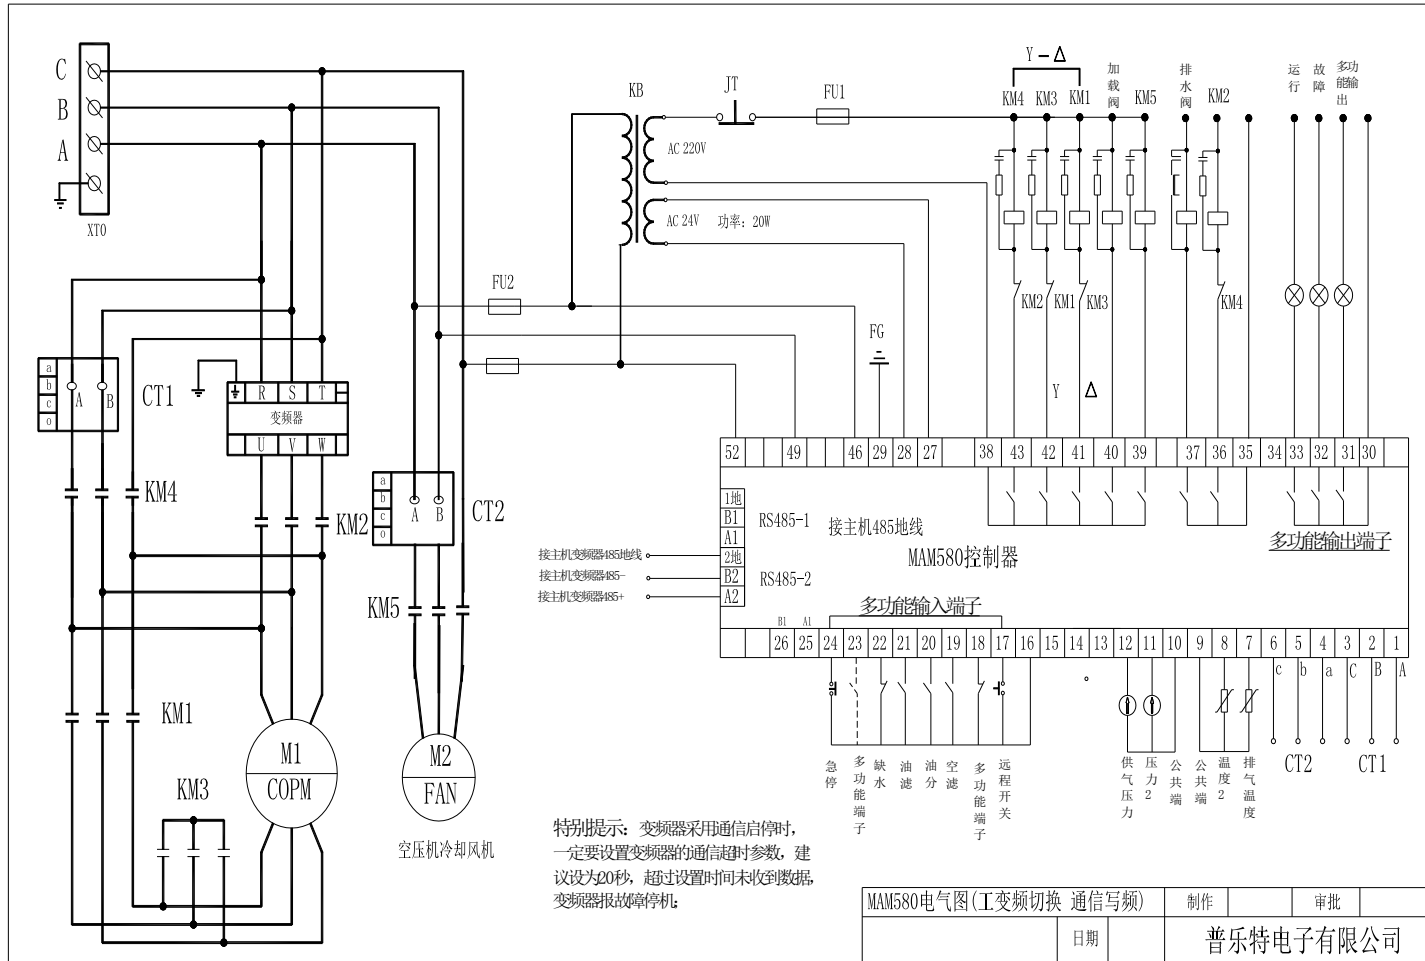 C
B
A
XT0
KB
JT
FU1
AC 220V
AC 24V
功率：20W
Y - Δ
KM4
KM3
KM1
加载阀
KM5
排水阀
KM2
运行
故障
多功能输出
KM2
KM1
KM3
KM4
FU2
FG
Y
Δ
a
b
c
o
A
B
CT1
R
S
T
变频器
U
V
W
KM4
KM2
a
b
c
o
A
B
CT2
KM5
52
49
46
29
28
27
38
43
42
41
40
39
37
36
35
34
33
32
31
30
1地
B1
A1
2地
B2
A2
RS485-1
接主机485地线
RS485-2
MAM580控制器
多功能输出端子
多功能输入端子
接主机变频器485地线
接主机变频器485-
接主机变频器485+
B1
A1
26
25
24
23
22
21
20
19
18
17
16
15
14
13
12
11
10
9
8
7
6
5
4
3
2
1
c
b
a
C
B
A
CT2
CT1
急停
多功能端子
缺水
油滤
油分
空滤
多功能端子
远程开关
供气压力
压力2
公共端
公共端
温度2
排气温度
KM1
KM3
M1
COPM
M2
FAN
空压机冷却风机
特别提示：变频器采用通信启停时，
一定要设置变频器的通信超时参数，建
议设为20秒，超过设置时间未收到数据，
变频器报故障停机；
MAM580电气图(工变频切换 通信写频)
制作
审批
日期
普乐特电子有限公司